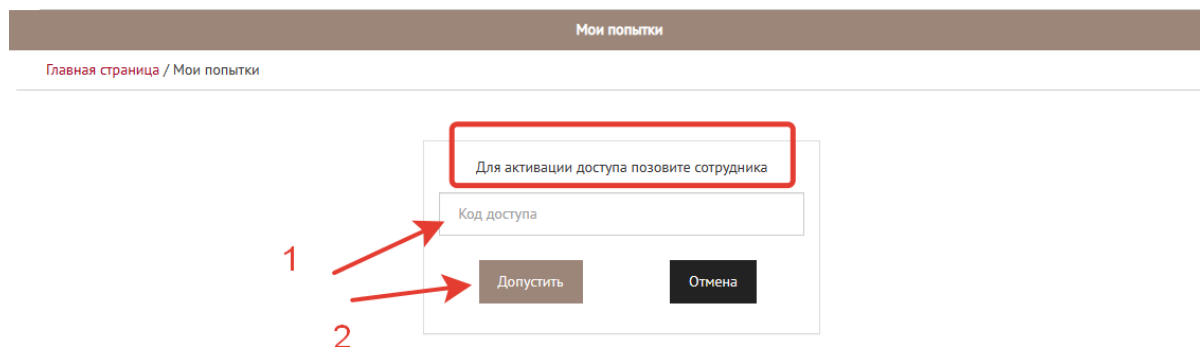 Мои попытки
Главная страница / Мои попытки
Для активации доступа позовите сотрудника
Код доступа
1
Допустить
Отмена
2